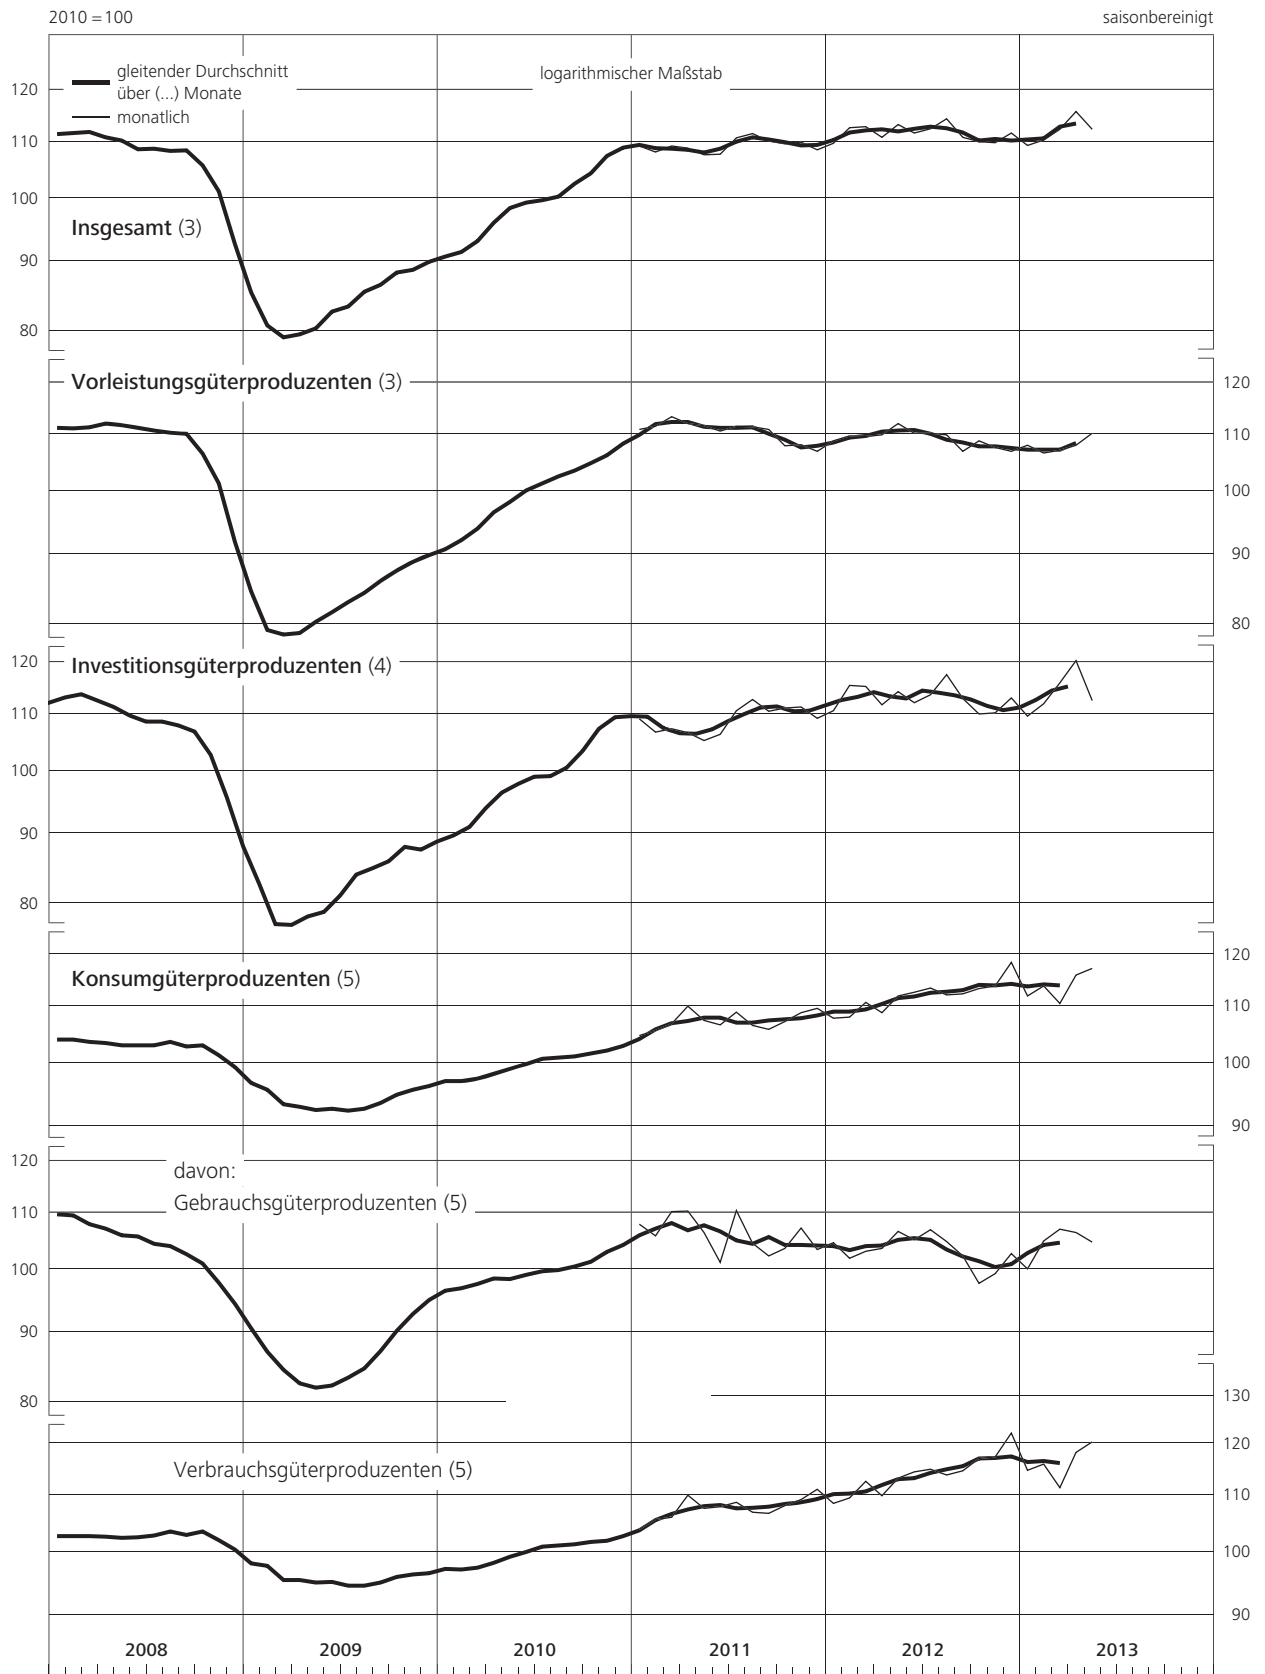 2010 = 100
saisonbereinigt
gleitender Durchschnitt
über (...) Monate
monatlich
logarithmischer Maßstab
120
110
100
90
80
Insgesamt (3)
Vorleistungsgüterproduzenten (3)
120
110
100
90
80
Investitionsgüterproduzenten (4)
120
110
100
90
80
Konsumgüterproduzenten (5)
120
110
100
90
davon:
Gebrauchsgüterproduzenten (5)
120
110
100
90
80
130
120
110
100
90
Verbrauchsgüterproduzenten (5)
2008 2009 2010 2011 2012 2013